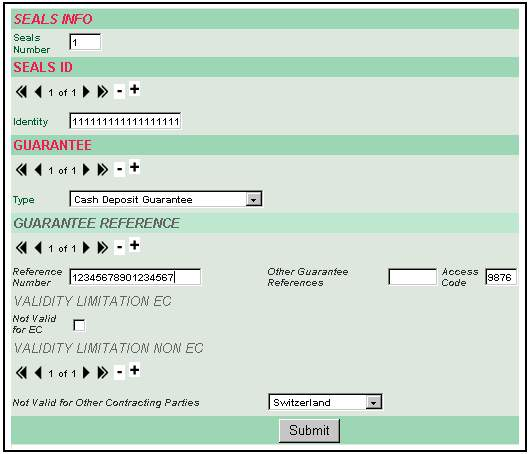 SEALS INFO
Seals Number 1
SEALS ID
1 of 1 - +
Identity 111111111111111111
GUARANTEE
1 of 1 - +
Type Cash Deposit Guarantee
GUARANTEE REFERENCE
1 of 1 - +
Reference Number 12345678901234567 Other Guarantee References Access Code 9876
VALIDITY LIMITATION EC
Not Valid for EC
VALIDITY LIMITATION NON EC
1 of 1 - +
Not Valid for Other Contracting Parties Switzerland
Submit